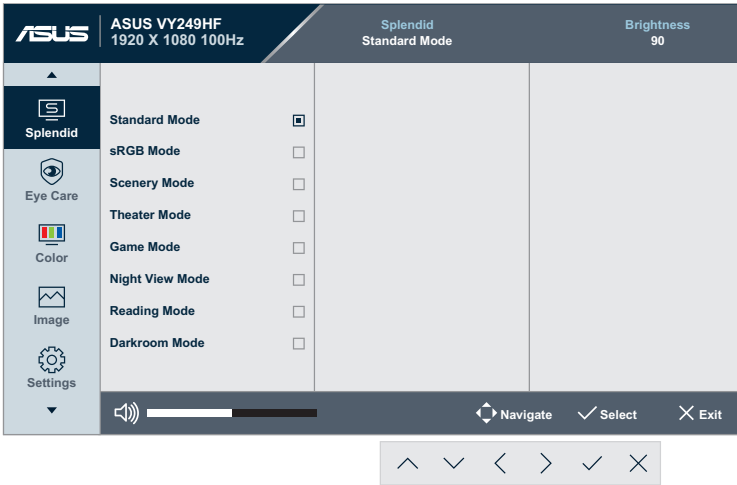 ASUS
ASUS VY249HF
1920 X 1080 100Hz
Splendid
Standard Mode
Brightness
90
Splendid
Eye Care
Color
Image
Settings
Standard Mode
sRGB Mode
Scenery Mode
Theater Mode
Game Mode
Night View Mode
Reading Mode
Darkroom Mode
Navigate
Select
Exit